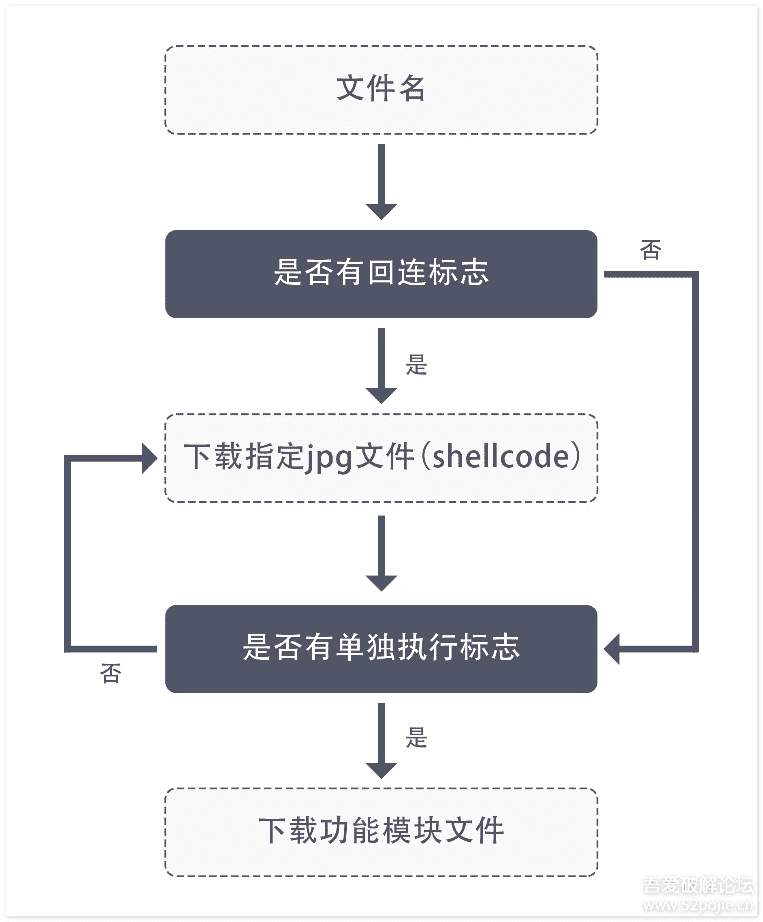 文件名
是否有回连标志
否
是
下载指定jpg文件(shellcode)
是否有单独执行标志
否
是
下载功能模块文件
吾爱破解论坛
www.52pojie.cn